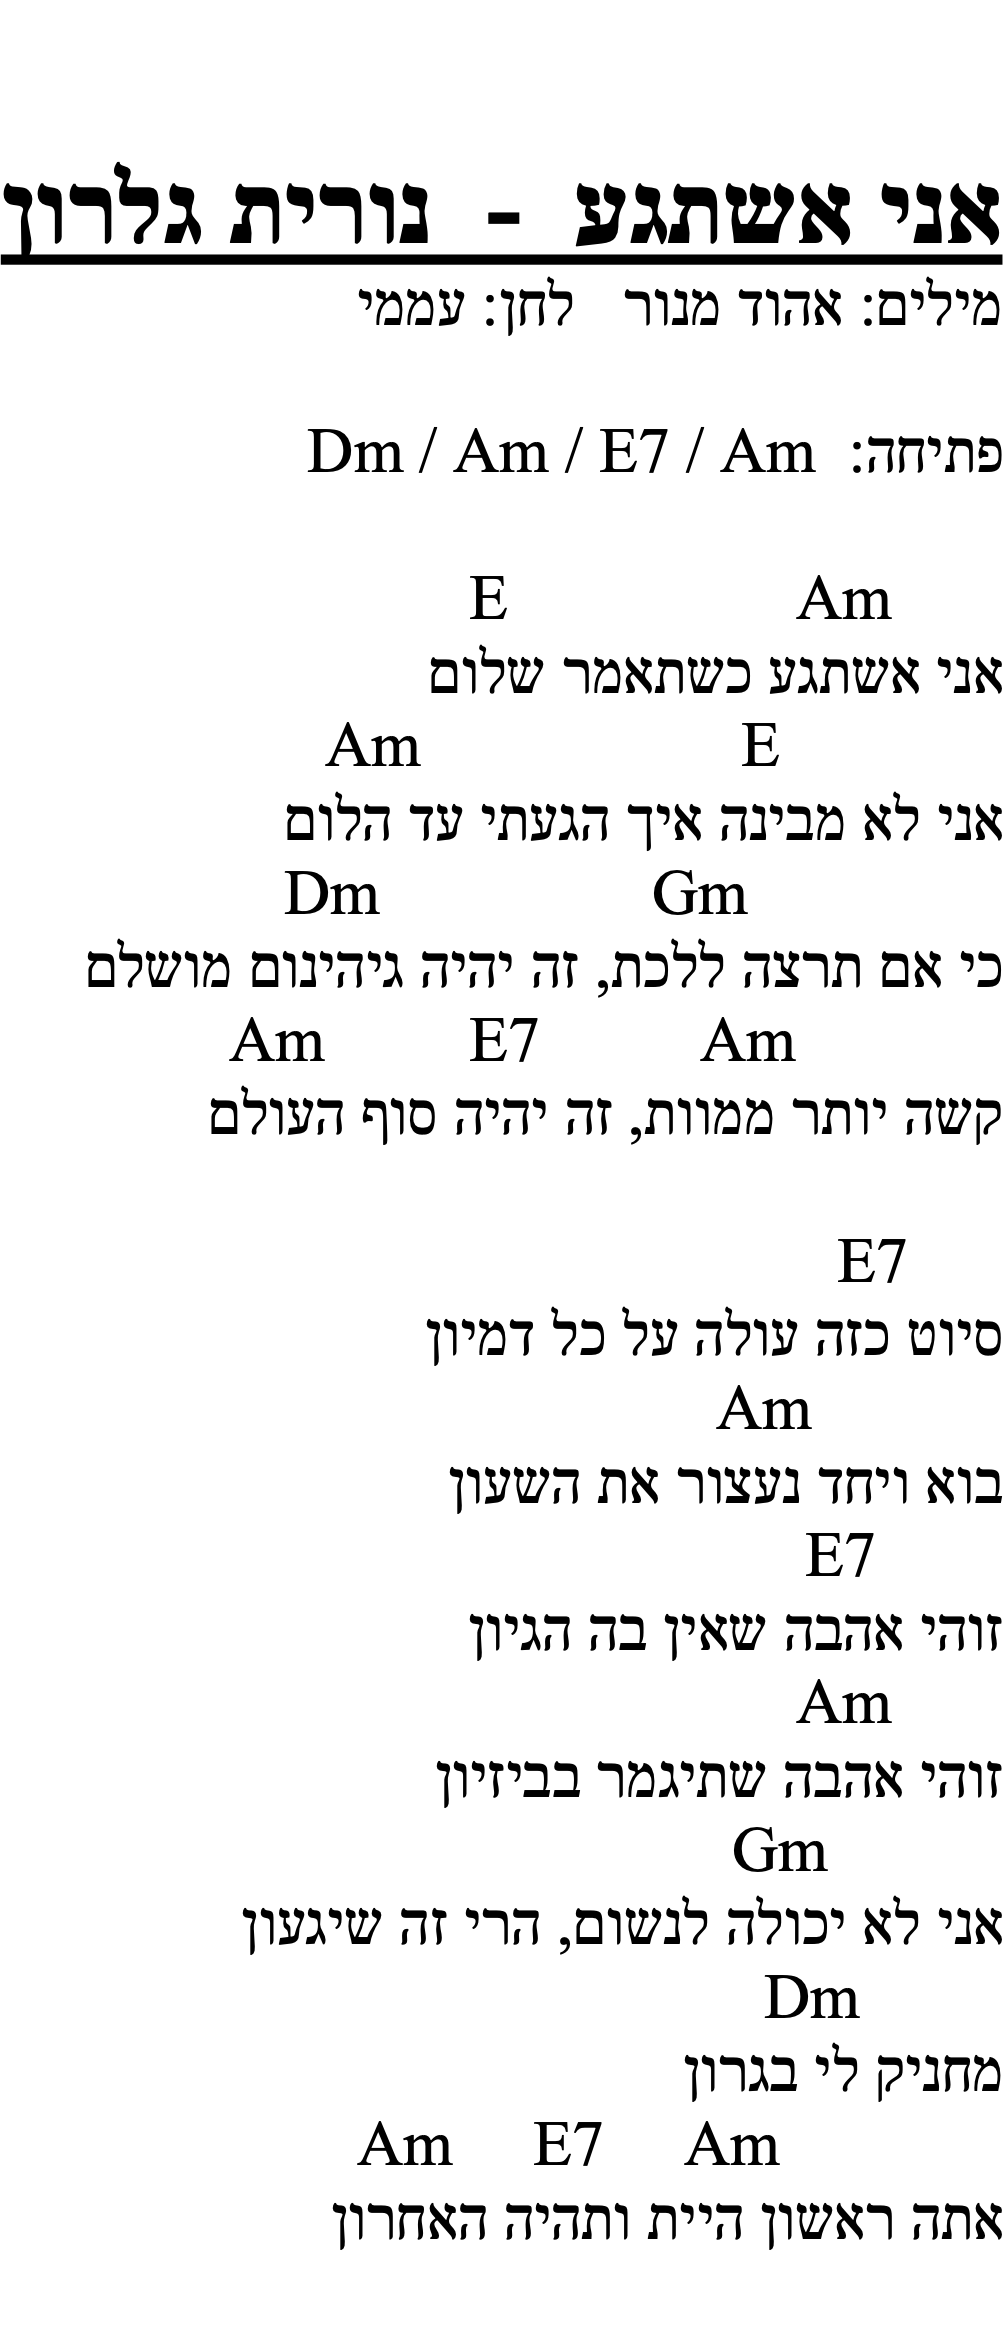 אני אשתגע - נורית גלרון
מילים: אהוד מנור לחן: עממי
פתיחה: Dm / Am / E7 / Am
Am E
אני אשתגע כשתאמר שלום
E Am
אני לא מבינה איך הגעתי עד הלום
Gm Dm
כי אם תרצה ללכת, זה יהיה גיהינום מושלם
Am E7 Am
קשה יותר ממוות, זה יהיה סוף העולם
E7
סיוט כזה עולה על כל דמיון
Am
בוא ויחד נעצור את השעון
E7
זוהי אהבה שאין בה הגיון
Am
זוהי אהבה שתיגמר בביזיון
Gm
אני לא יכולה לנשום, הרי זה שיגעון
Dm
מחניק לי בגרון
Am E7 Am
אתה ראשון היית ותהיה האחרון